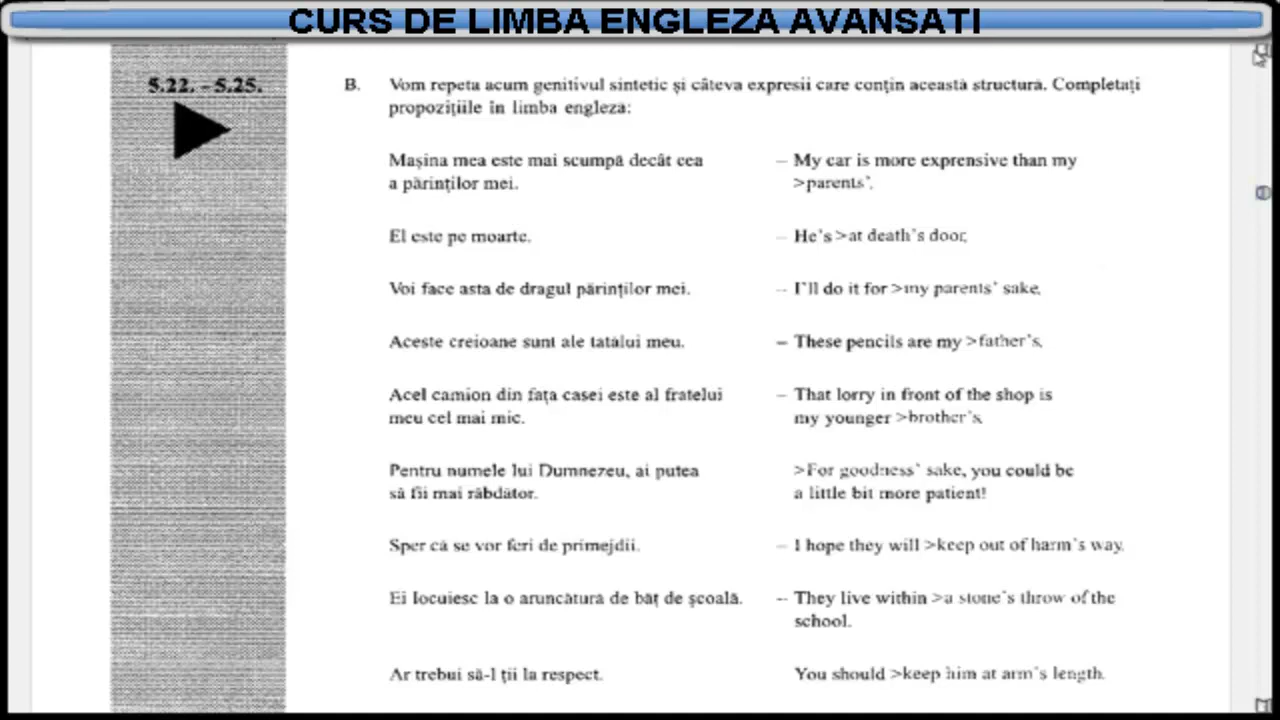 CURS DE LIMBA ENGLEZA AVANSATI
5.22. - 5.25.
B. Vom repeta acum genitivul sintetic și câteva expresii care conțin această structură. Completați
propozițiile în limba engleză:
Mașina mea este mai scumpă decât cea
a părinților mei.
– My car is more exprensive than my
>parents'.
El este pe moarte.
– He's >at death's door.
Voi face asta de dragul părinților mei.
– I'll do it for >my parents' sake.
Aceste creioane sunt ale tatălui meu.
– These pencils are my >father's.
Acel camion din fața casei este al fratelui
meu cel mai mic.
– That lorry in front of the shop is
my younger >brother's.
Pentru numele lui Dumnezeu, ai putea
să fii mai răbdător.
>For goodness' sake, you could be
a little bit more patient!
Sper că se vor feri de primejdii.
– I hope they will >keep out of harm's way.
Ei locuiesc la o aruncătură de băț de școală.
– They live within >a stone's throw of the
school.
Ar trebui să-l ții la respect.
You should >keep him at arm's length.